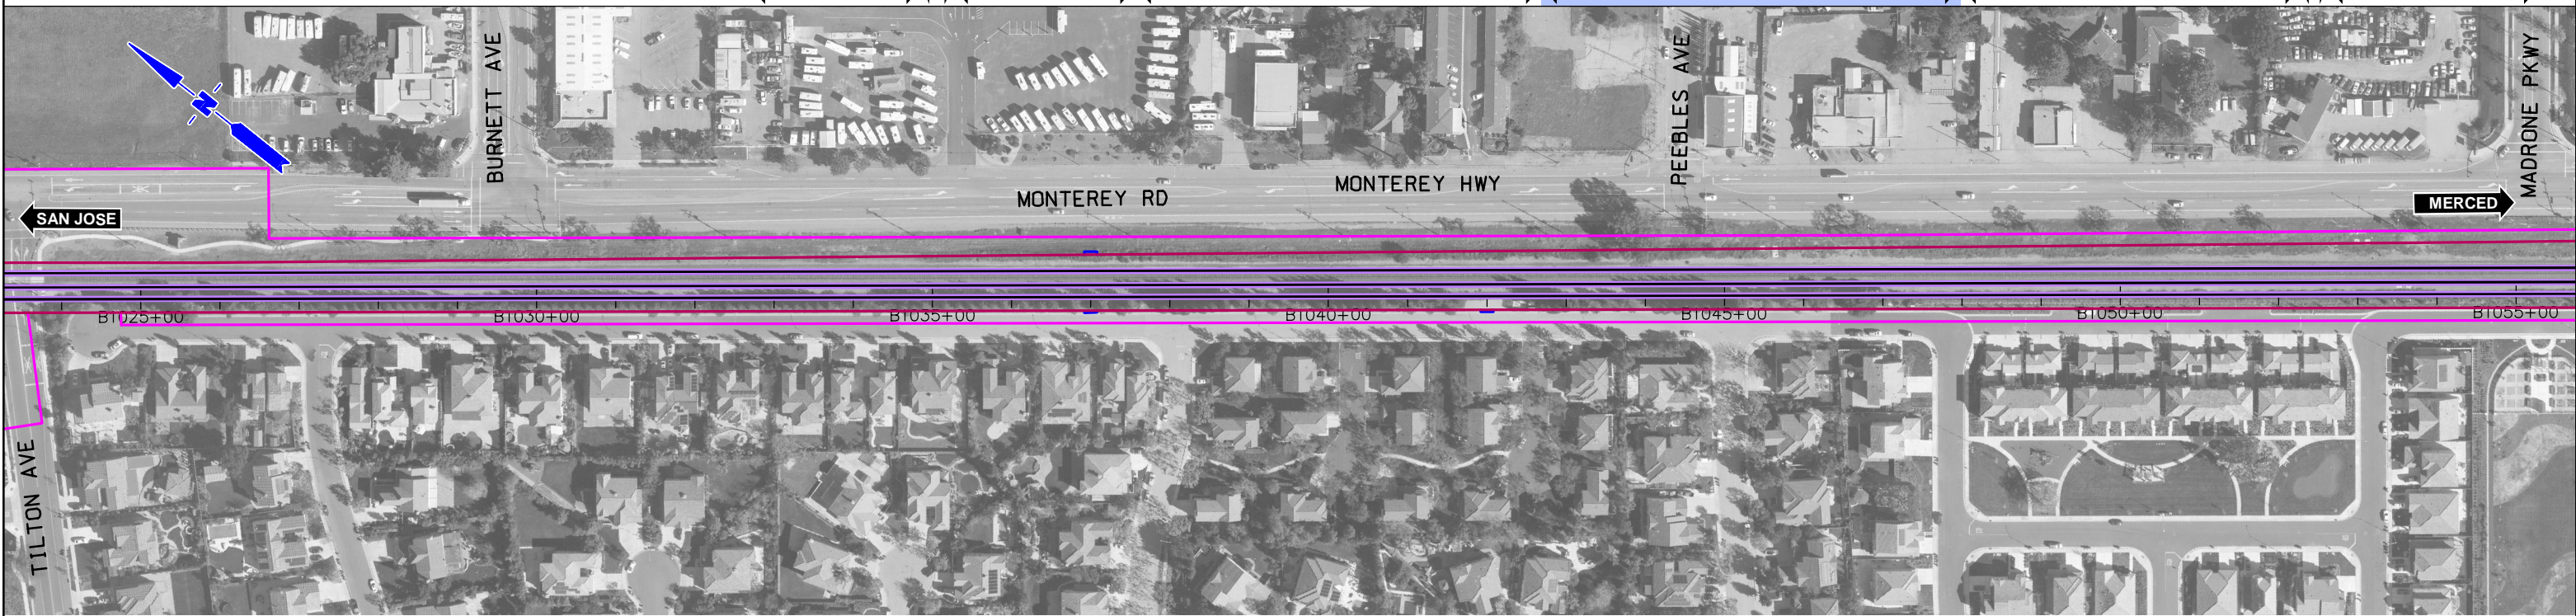 BURNETT AVE
PEEBLES AVE
MADRONE PKWY
N
MONTEREY RD
MONTEREY HWY
SAN JOSE
MERCED
B1025+00
B1030+00
B1035+00
B1040+00
B1045+00
B1050+00
B1055+00
TILTON AVE